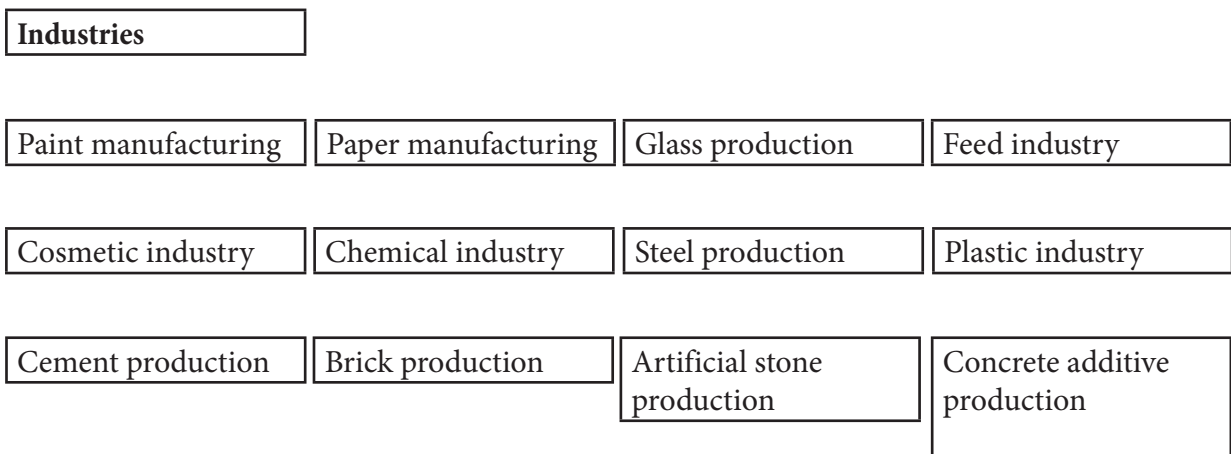 Industries
Paint manufacturing
Paper manufacturing
Glass production
Feed industry
Cosmetic industry
Chemical industry
Steel production
Plastic industry
Cement production
Brick production
Artificial stone
production
Concrete additive
production